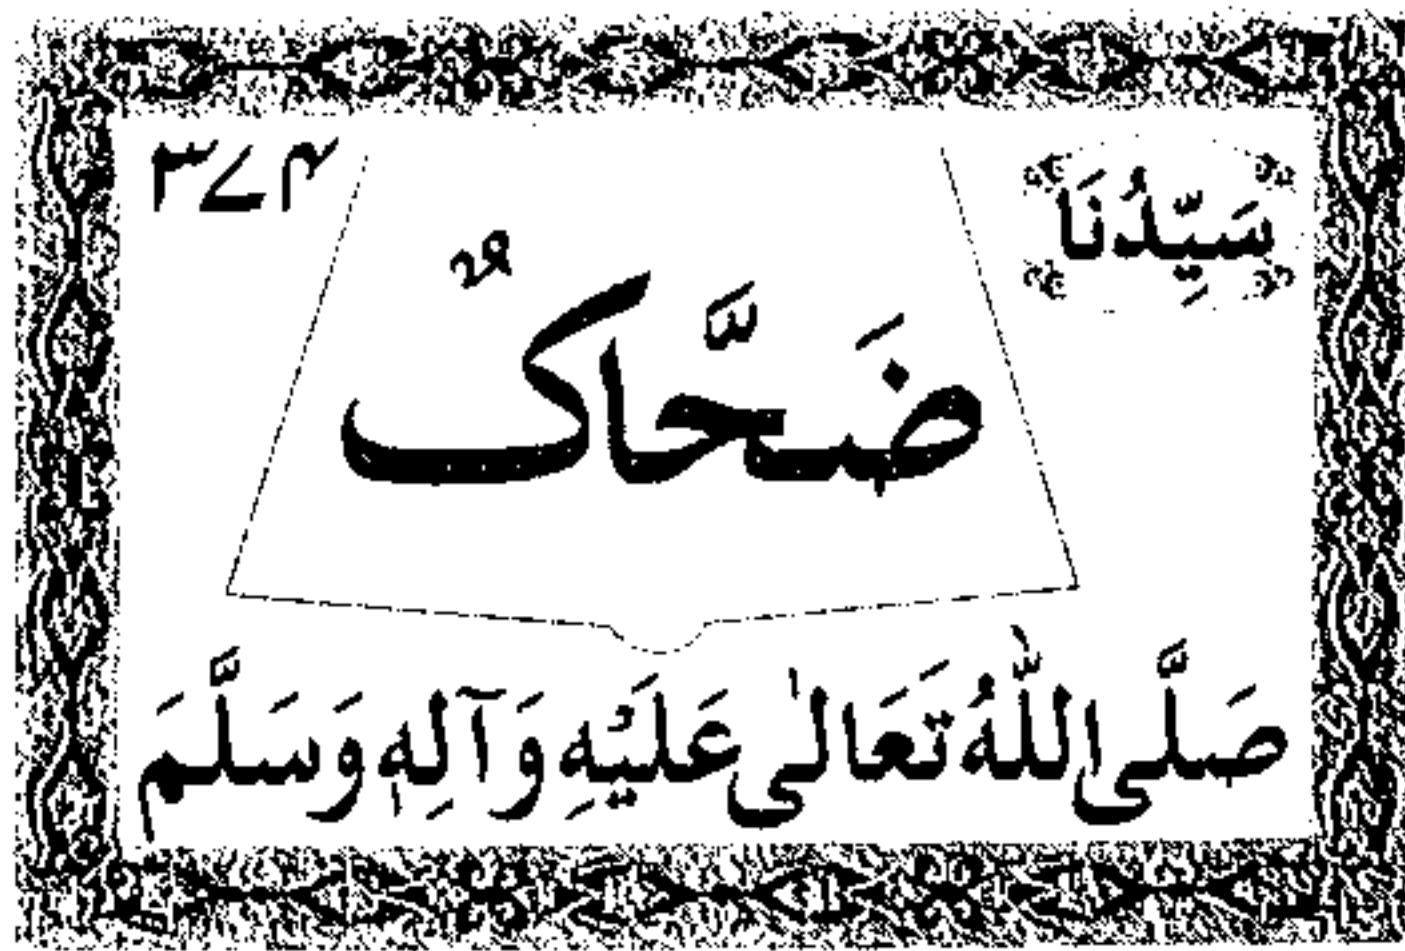 سَيِّدُنَا
۳۷۴
ضَحَّاکٌ
صَلَّی اللّٰهُ تَعَالٰی عَلَیْهِ وَآلِهٖ وَسَلَّمَ